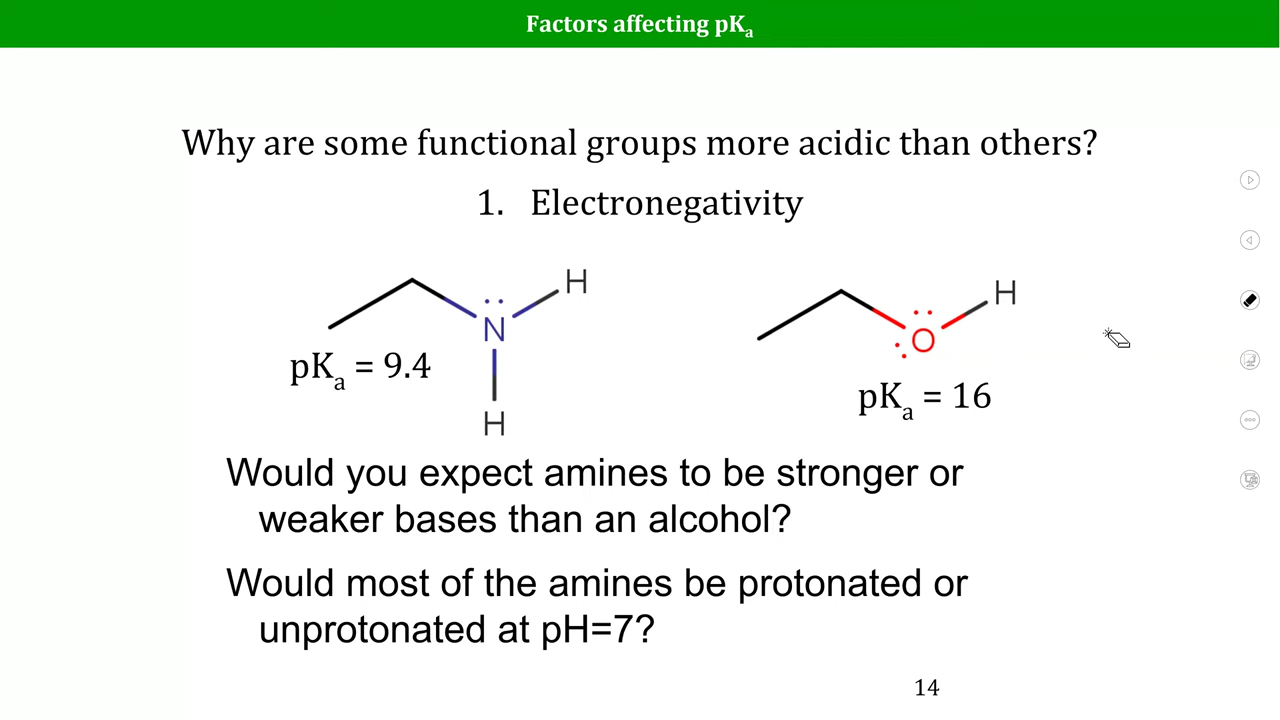 Factors affecting pKa
Why are some functional groups more acidic than others?
1. Electronegativity
H
N
H
pKa = 9.4
H
O
pKa = 16
Would you expect amines to be stronger or
weaker bases than an alcohol?
Would most of the amines be protonated or
unprotonated at pH=7?
14